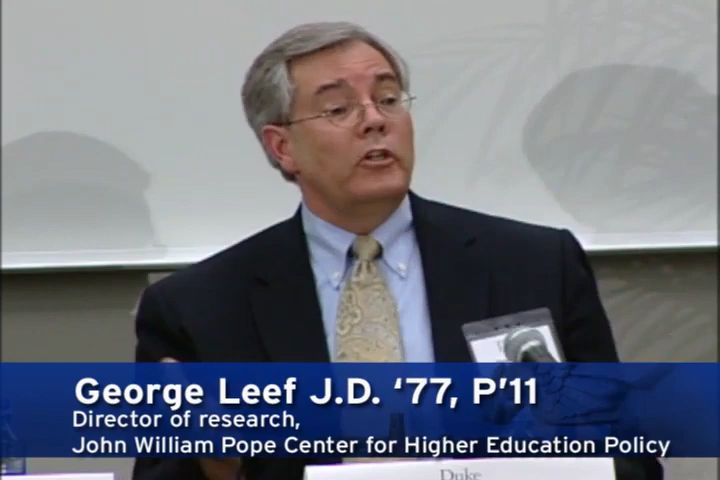 George Leef J.D. ‘77, P’11
Director of research,
John William Pope Center for Higher Education Policy
Duke